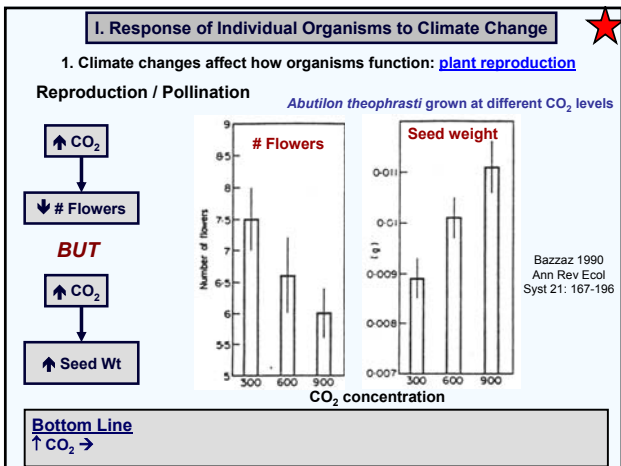 I. Response of Individual Organisms to Climate Change
1. Climate changes affect how organisms function: plant reproduction
Reproduction / Pollination
Abutilon theophrasti grown at different CO₂ levels
↑ CO₂
↓ # Flowers
BUT
↑ CO₂
↑ Seed Wt
# Flowers
Number of flowers
9
8·5
8
7·5
7
6·5
6
5·5
5
300 600 900
Seed weight
(g)
0·011
0·01
0·009
0·008
0·007
300 600 900
CO₂ concentration
Bazzaz 1990
Ann Rev Ecol
Syst 21: 167-196
Bottom Line
↑ CO₂ →